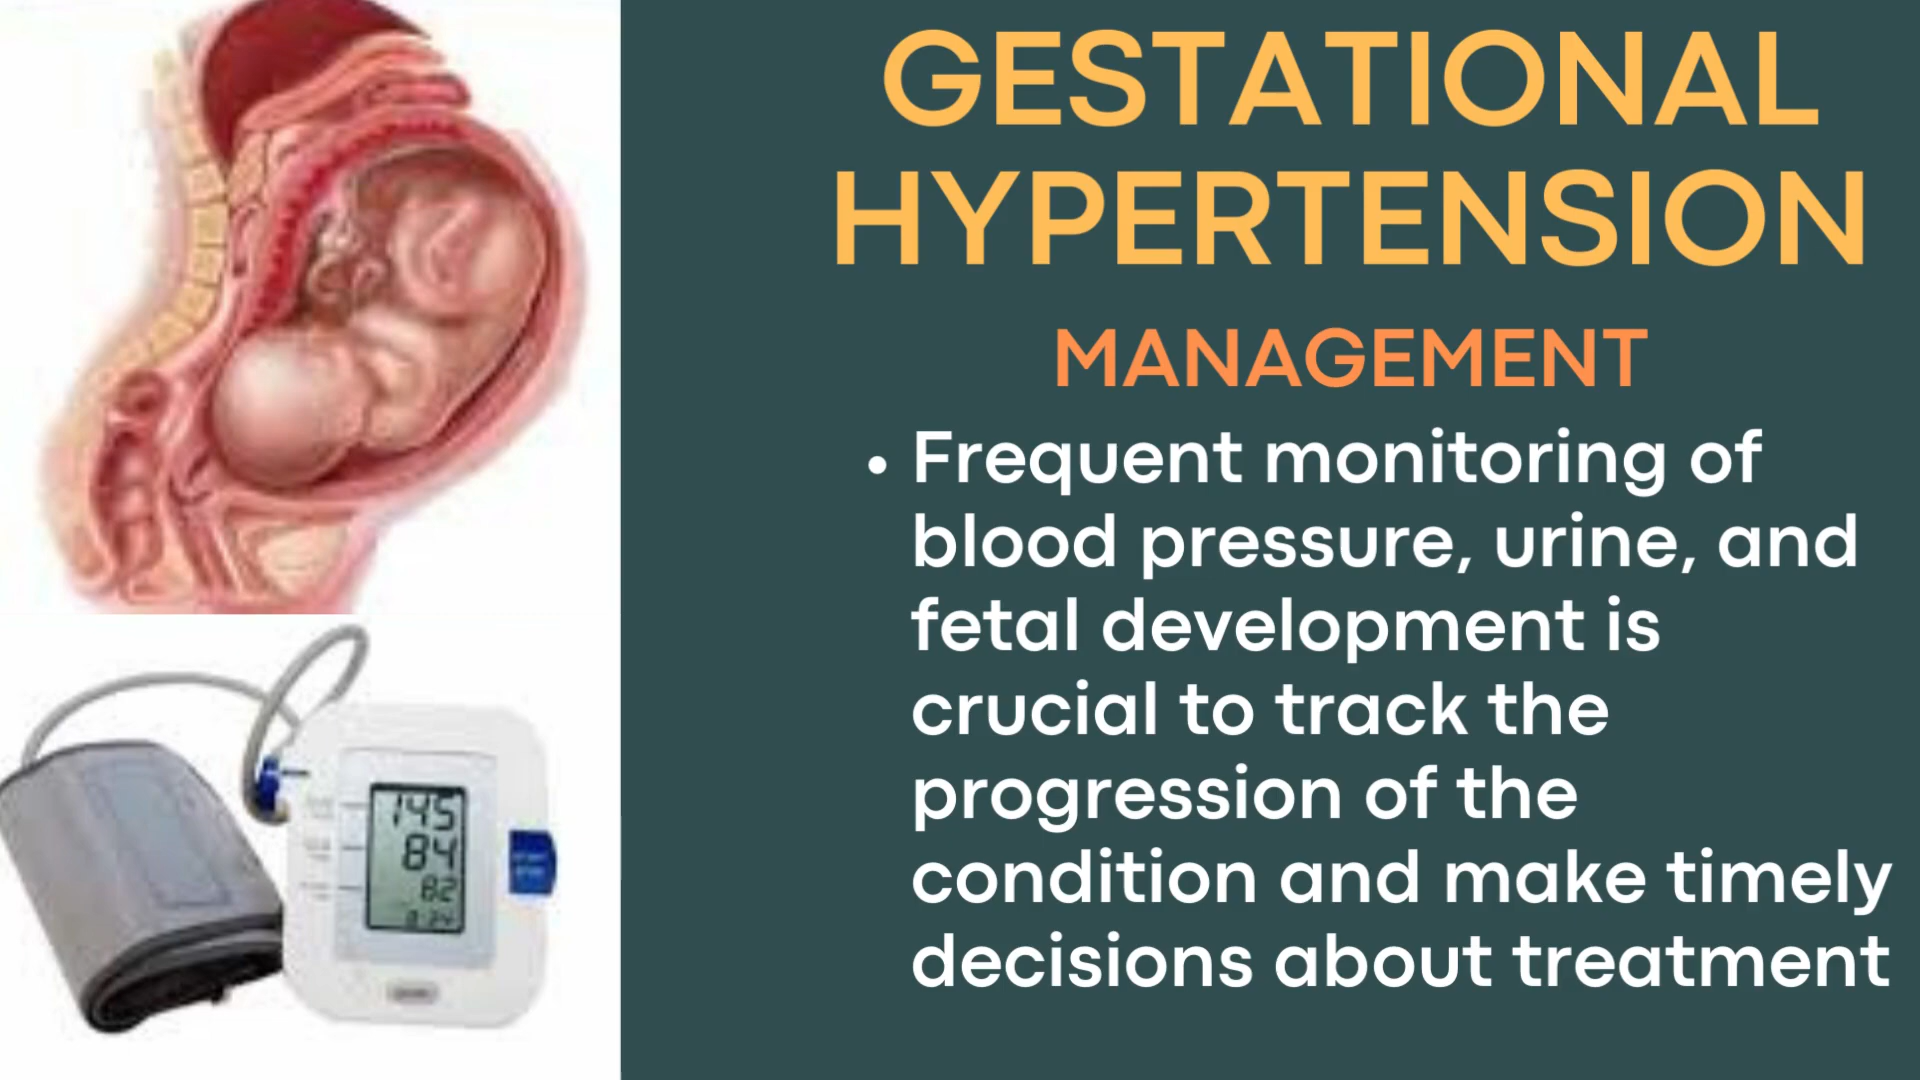 GESTATIONAL
HYPERTENSION
MANAGEMENT
• Frequent monitoring of
blood pressure, urine, and
fetal development is
crucial to track the
progression of the
condition and make timely
decisions about treatment
145
84
82